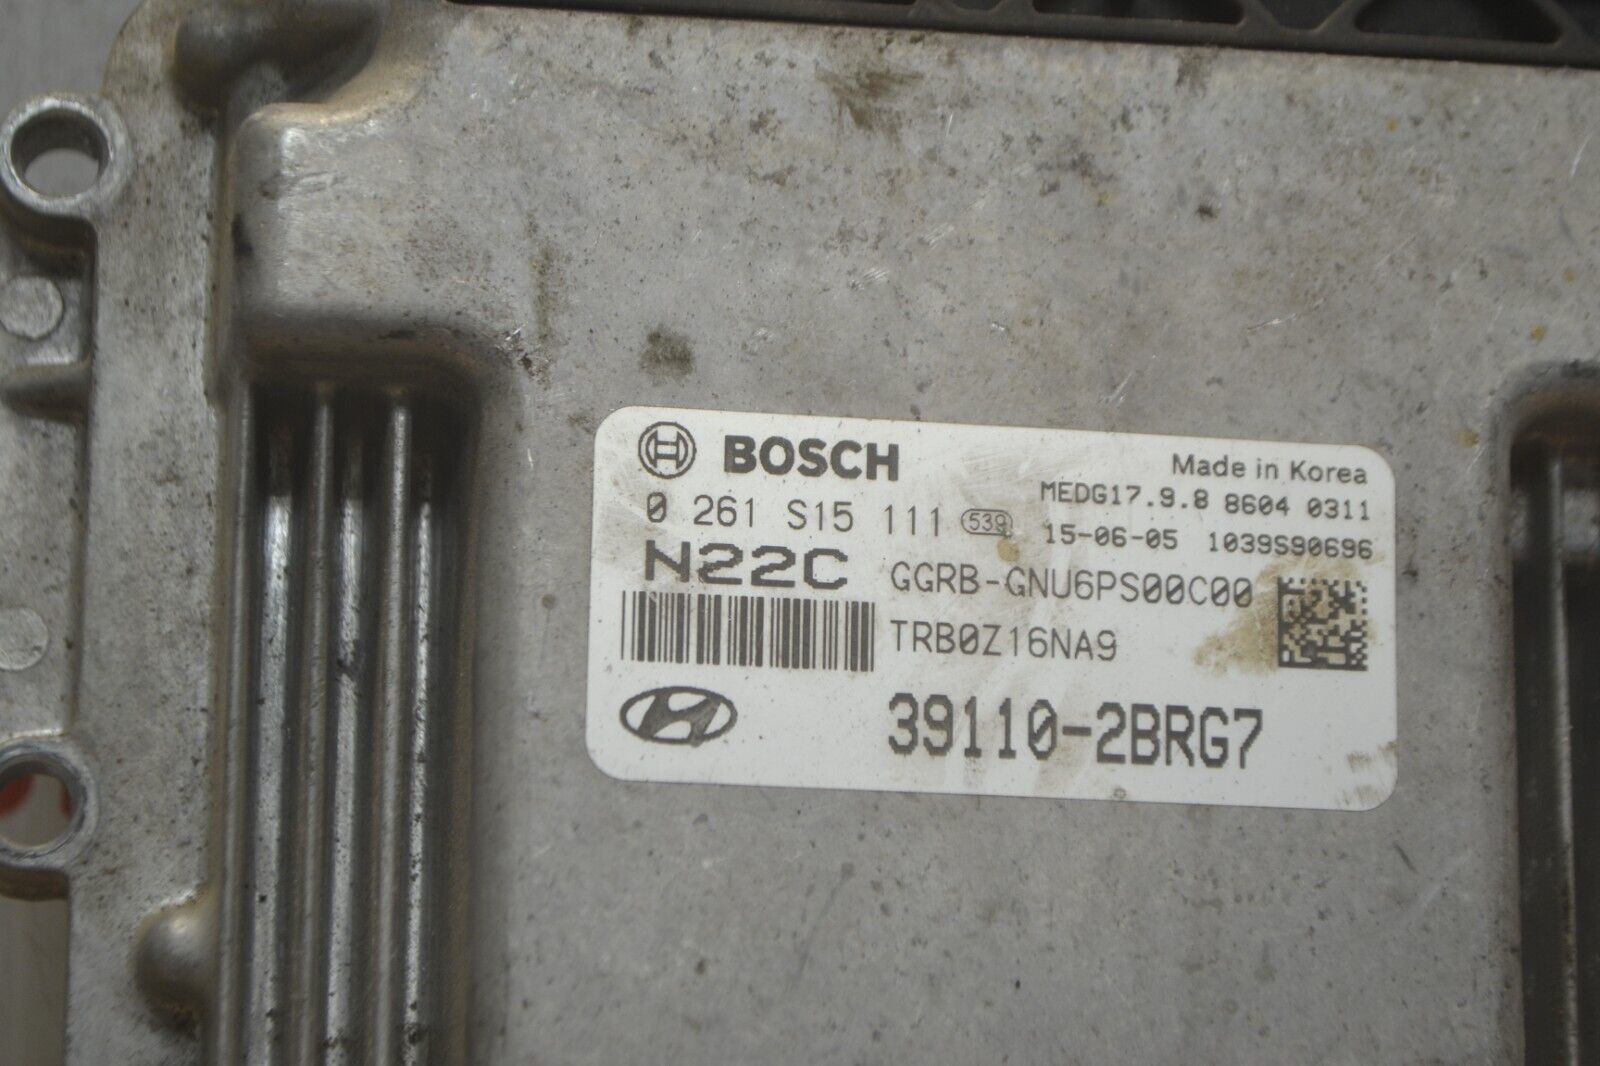 BOSCH
Made in Korea
0 261 S15 111 539
MEDG17.9.8 8604 0311
15-06-05 1039S90696
N22C
GGRB-GNU6PS00C00
TRB0Z16NA9
39110-2BRG7